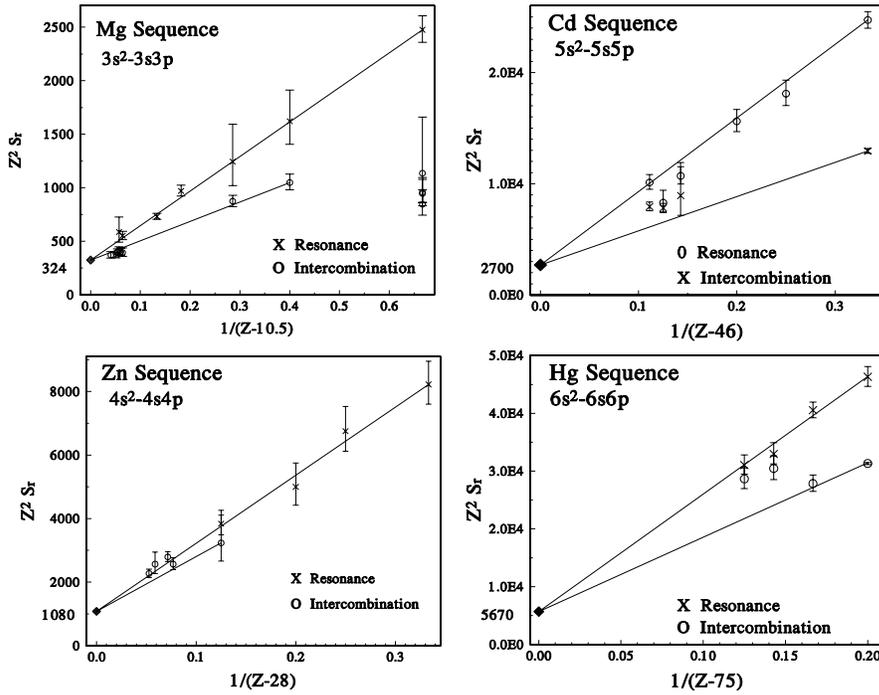 Mg Sequence
3s²-3s3p
2500
2000
1500
1000
500
324
0
Z² Sr
X Resonance
O Intercombination
0.0 0.1 0.2 0.3 0.4 0.5 0.6
1/(Z-10.5)
Cd Sequence
5s²-5s5p
2.0E4
1.0E4
2700
0.0E0
Z² Sr
O Resonance
X Intercombination
0.0 0.1 0.2 0.3
1/(Z-46)
Zn Sequence
4s²-4s4p
8000
6000
4000
2000
1080
0
Z² Sr
X Resonance
O Intercombination
0.0 0.1 0.2 0.3
1/(Z-28)
Hg Sequence
6s²-6s6p
5.0E4
4.0E4
3.0E4
2.0E4
1.0E4
5670
0.0E0
Z² Sr
X Resonance
O Intercombination
0.00 0.05 0.10 0.15 0.20
1/(Z-75)